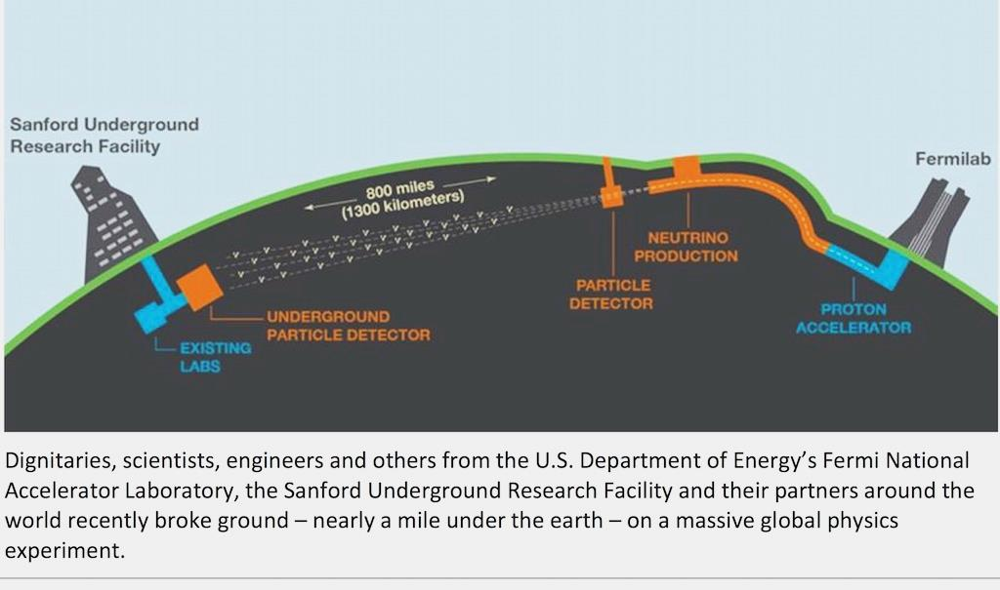 Sanford Underground
Research Facility
Fermilab
800 miles
(1300 kilometers)
NEUTRINO
PRODUCTION
PARTICLE
DETECTOR
PROTON
ACCELERATOR
UNDERGROUND
PARTICLE DETECTOR
EXISTING
LABS
Dignitaries, scientists, engineers and others from the U.S. Department of Energy’s Fermi National
Accelerator Laboratory, the Sanford Underground Research Facility and their partners around the
world recently broke ground – nearly a mile under the earth – on a massive global physics
experiment.